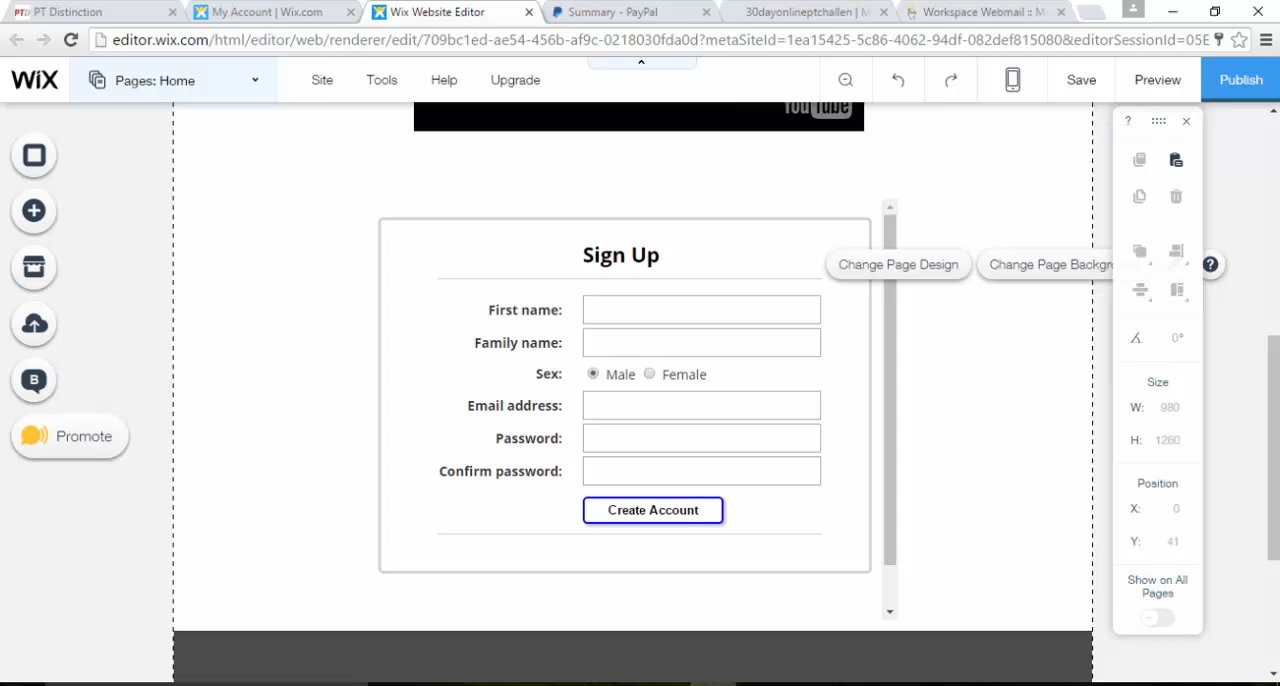 PT Distinction
My Account | Wix.com
Wix Website Editor
Summary - PayPal
30dayonlineptchallen | M
Workspace Webmail :: M
editor.wix.com/html/editor/web/renderer/edit/709bc1ed-ae54-456b-af9c-0218030fda0d?metaSiteId=1ea15425-5c86-4062-94df-082def815080&editorSessionId=05E
WiX Pages: Home Site Tools Help Upgrade Save Preview Publish
YouTube
Sign Up
Change Page Design
Change Page Backgr
First name:
Family name:
Sex: Male Female
Email address:
Password:
Confirm password:
Create Account
Promote
?
?
0°
Size
W: 980
H: 1260
Position
X: 0
Y: 41
Show on All
Pages